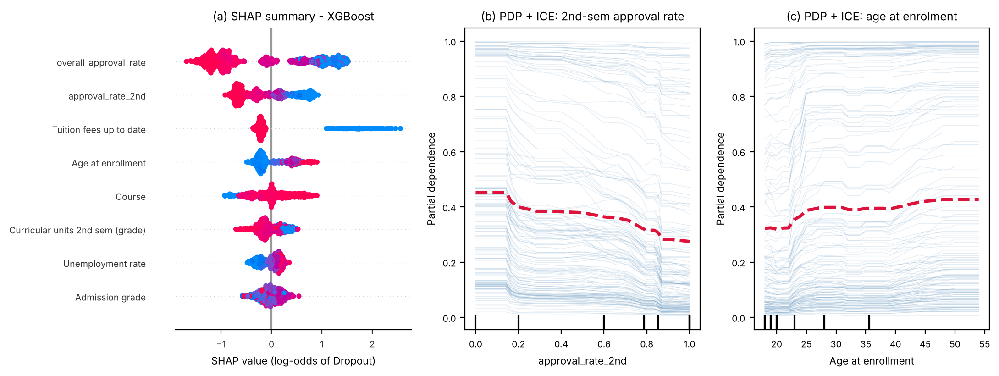 (a) SHAP summary - XGBoost
overall_approval_rate
approval_rate_2nd
Tuition fees up to date
Age at enrollment
Course
Curricular units 2nd sem (grade)
Unemployment rate
Admission grade
−1 0 1 2
SHAP value (log-odds of Dropout)
(b) PDP + ICE: 2nd-sem approval rate
Partial dependence
1.0
0.8
0.6
0.4
0.2
0.0
0.0 0.2 0.4 0.6 0.8 1.0
approval_rate_2nd
(c) PDP + ICE: age at enrolment
Partial dependence
1.0
0.8
0.6
0.4
0.2
0.0
20 25 30 35 40 45 50 55
Age at enrollment